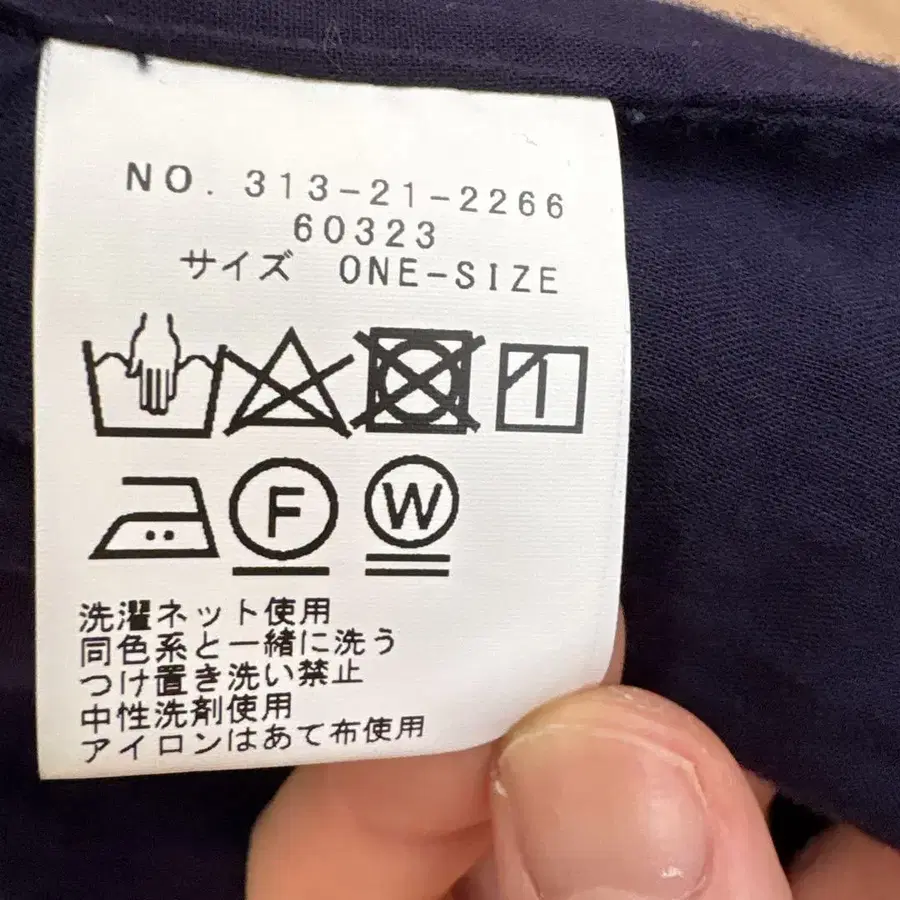 NO. 313-21-2266
60323
サイズ ONE-SIZE
F
W
洗濯ネット使用
同色系と一緒に洗う
つけ置き洗い禁止
中性洗剤使用
アイロンはあて布使用